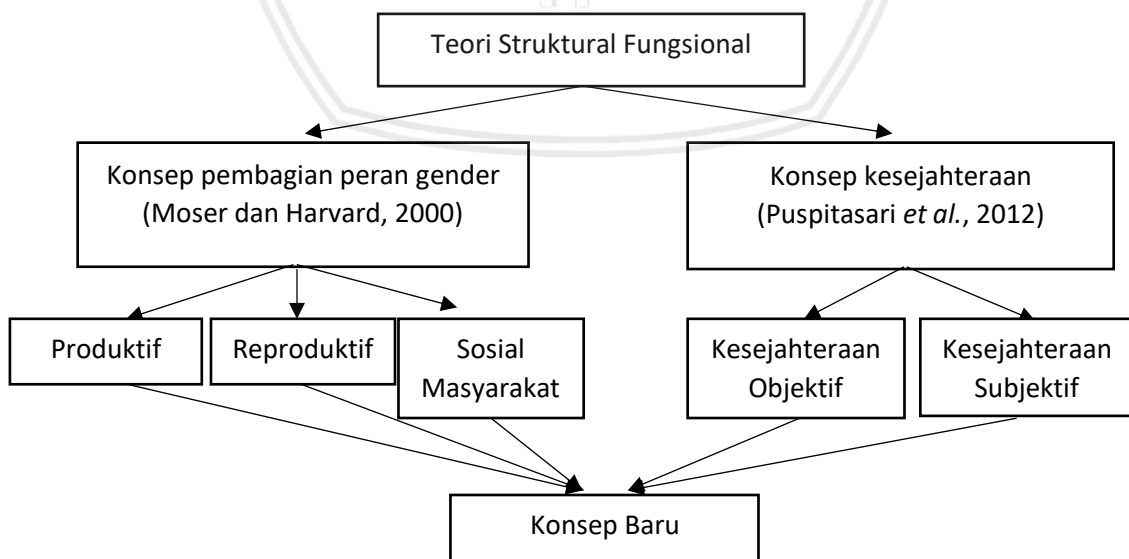 Teori Struktural Fungsional
Konsep pembagian peran gender
(Moser dan Harvard, 2000)
Konsep kesejahteraan
(Puspitasari et al., 2012)
Produktif
Reproduktif
Sosial
Masyarakat
Kesejahteraan
Objektif
Kesejahteraan
Subjektif
Konsep Baru